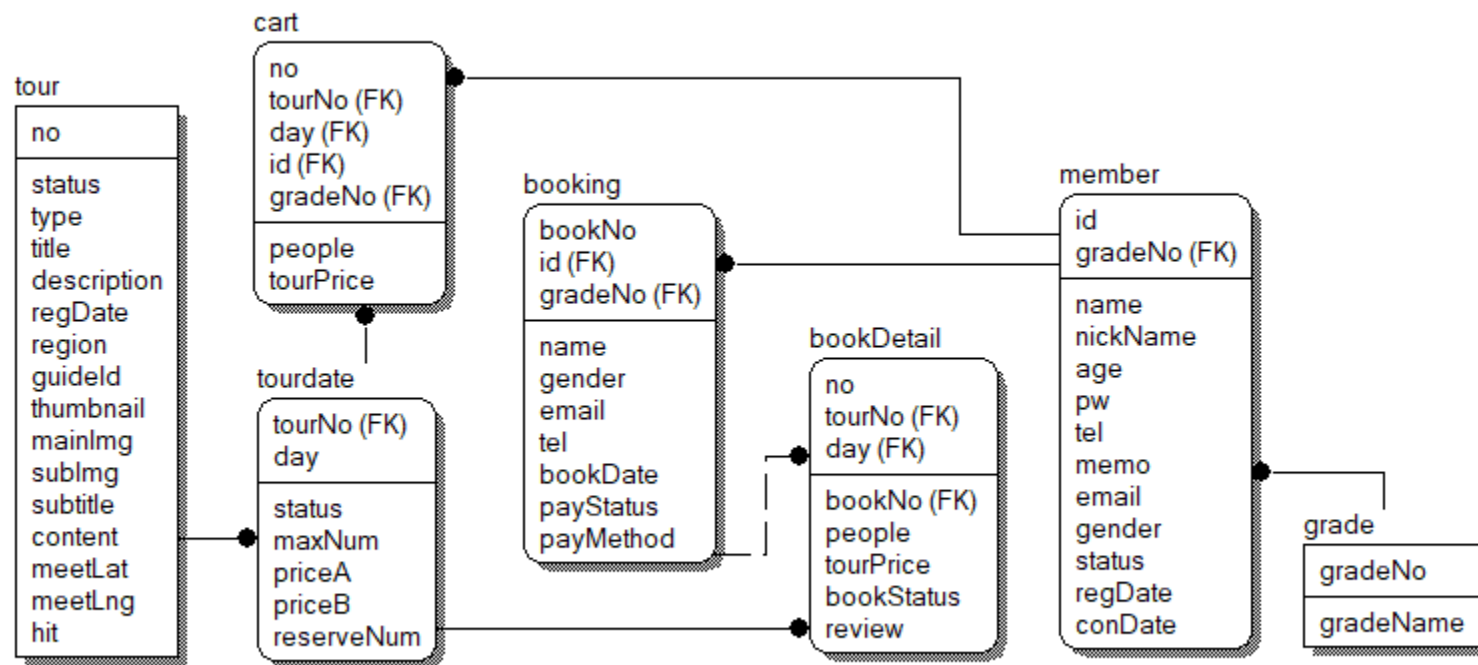 tour
no
status
type
title
description
regDate
region
guideId
thumbnail
mainImg
subImg
subtitle
content
meetLat
meetLng
hit
cart
no
tourNo (FK)
day (FK)
id (FK)
gradeNo (FK)
people
tourPrice
tourdate
tourNo (FK)
day
status
maxNum
priceA
priceB
reserveNum
booking
bookNo
id (FK)
gradeNo (FK)
name
gender
email
tel
bookDate
payStatus
payMethod
bookDetail
no
tourNo (FK)
day (FK)
bookNo (FK)
people
tourPrice
bookStatus
review
member
id
gradeNo (FK)
name
nickName
age
pw
tel
memo
email
gender
status
regDate
conDate
grade
gradeNo
gradeName